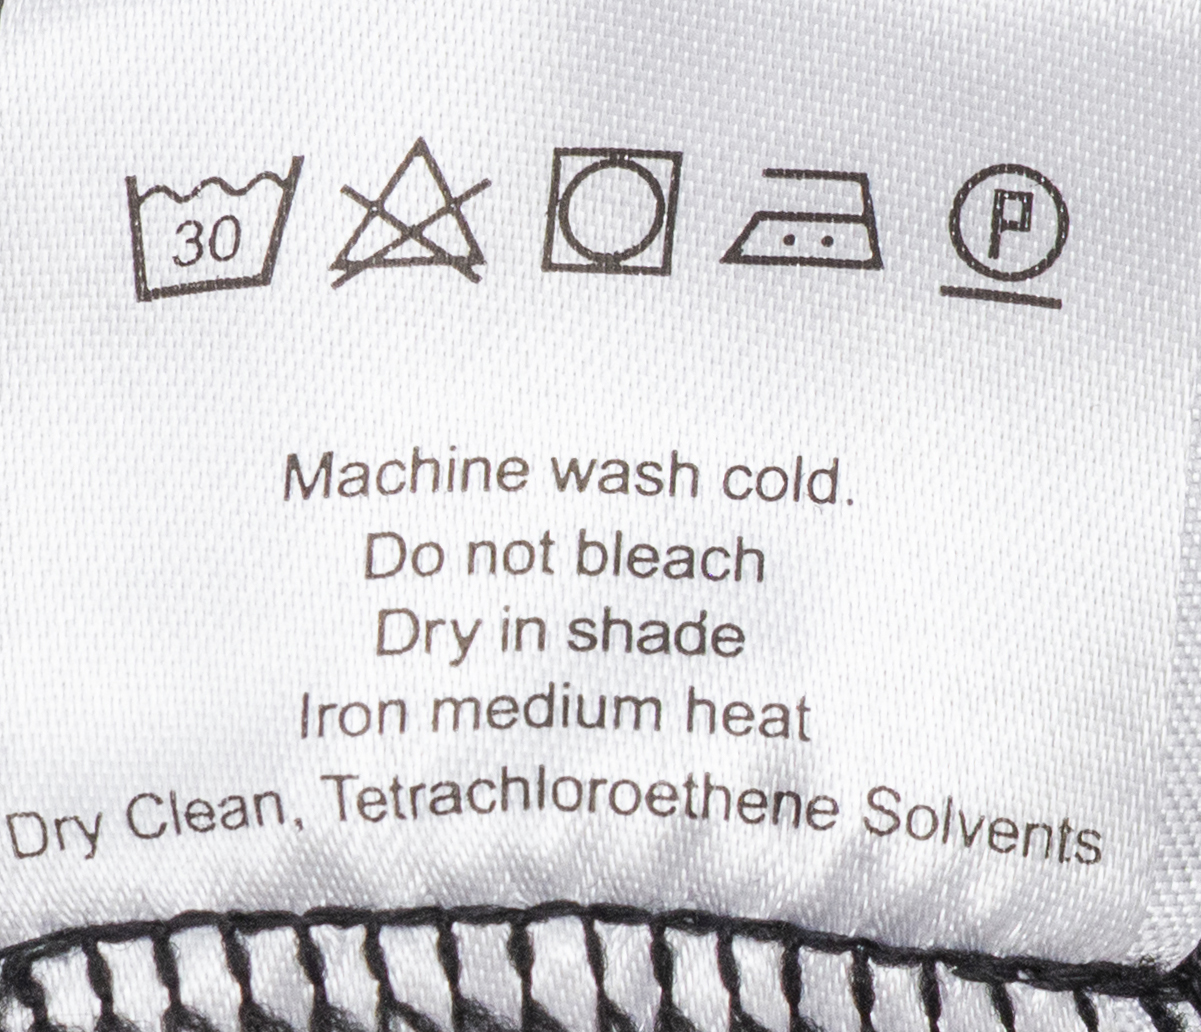 30 P
Machine wash cold.
Do not bleach
Dry in shade
Iron medium heat
Dry Clean, Tetrachloroethene Solvents